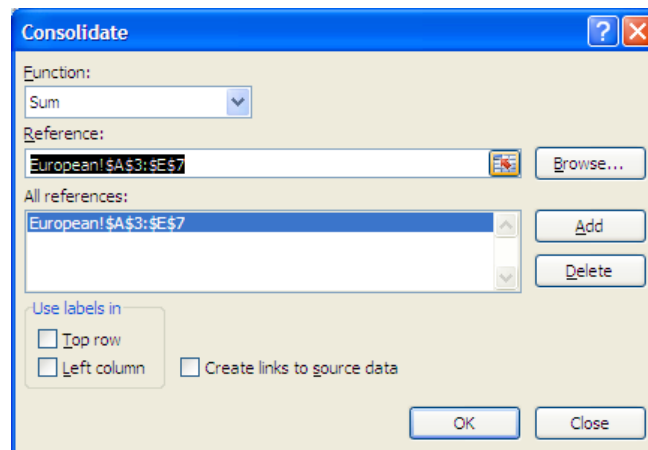 Consolidate
Function:
Sum
Reference:
European!$A$3:$E$7
Browse...
All references:
European!$A$3:$E$7
Add
Delete
Use labels in
Top row
Left column
Create links to source data
OK
Close